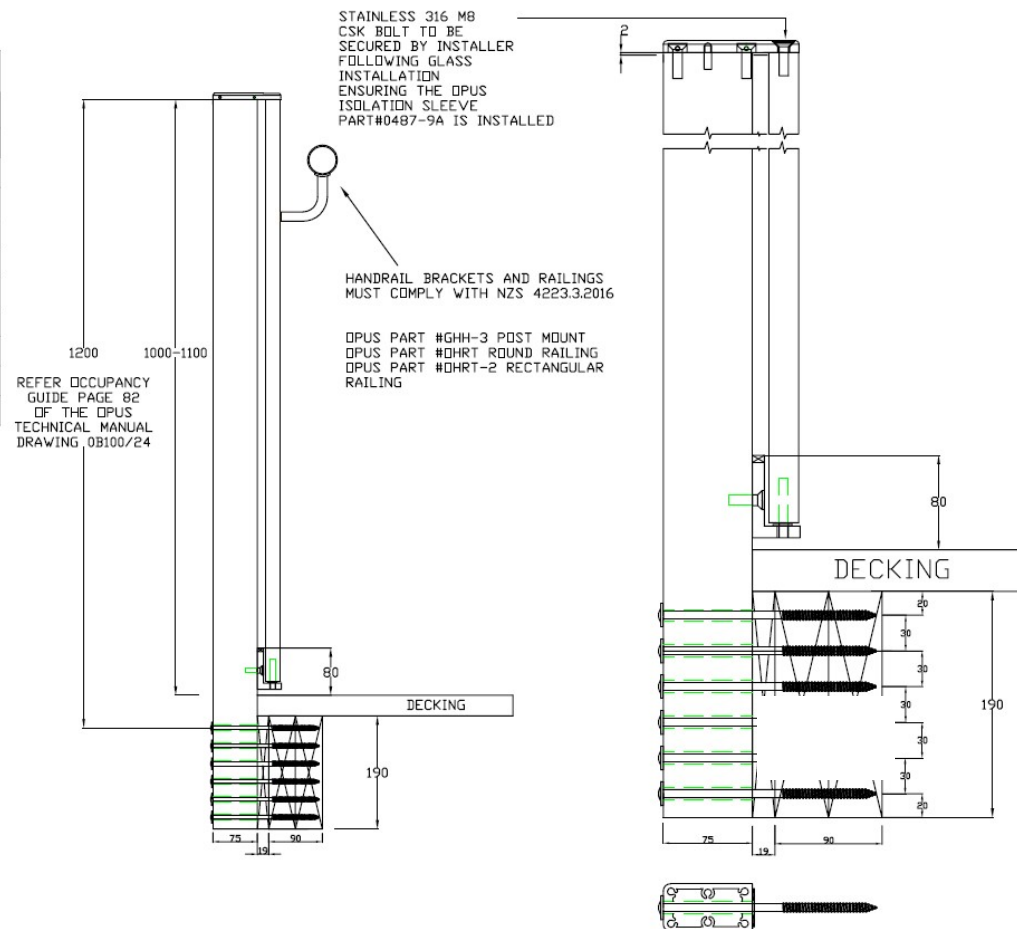 STAINLESS 316 M8
CSK BOLT TO BE
SECURED BY INSTALLER
FOLLOWING GLASS
INSTALLATION
ENSURING THE OPUS
ISOLATION SLEEVE
PART#0487-9A IS INSTALLED
2
HANDRAIL BRACKETS AND RAILINGS
MUST COMPLY WITH NZS 4223.3.2016
OPUS PART #GHH-3 POST MOUNT
OPUS PART #OHRT ROUND RAILING
OPUS PART #OHRT-2 RECTANGULAR
RAILING
1200
1000-1100
REFER OCCUPANCY
GUIDE PAGE 82
OF THE OPUS
TECHNICAL MANUAL
DRAWING OB100/24
80
DECKING
190
75
19
90
80
DECKING
20
30
30
30
30
30
20
190
75
19
90